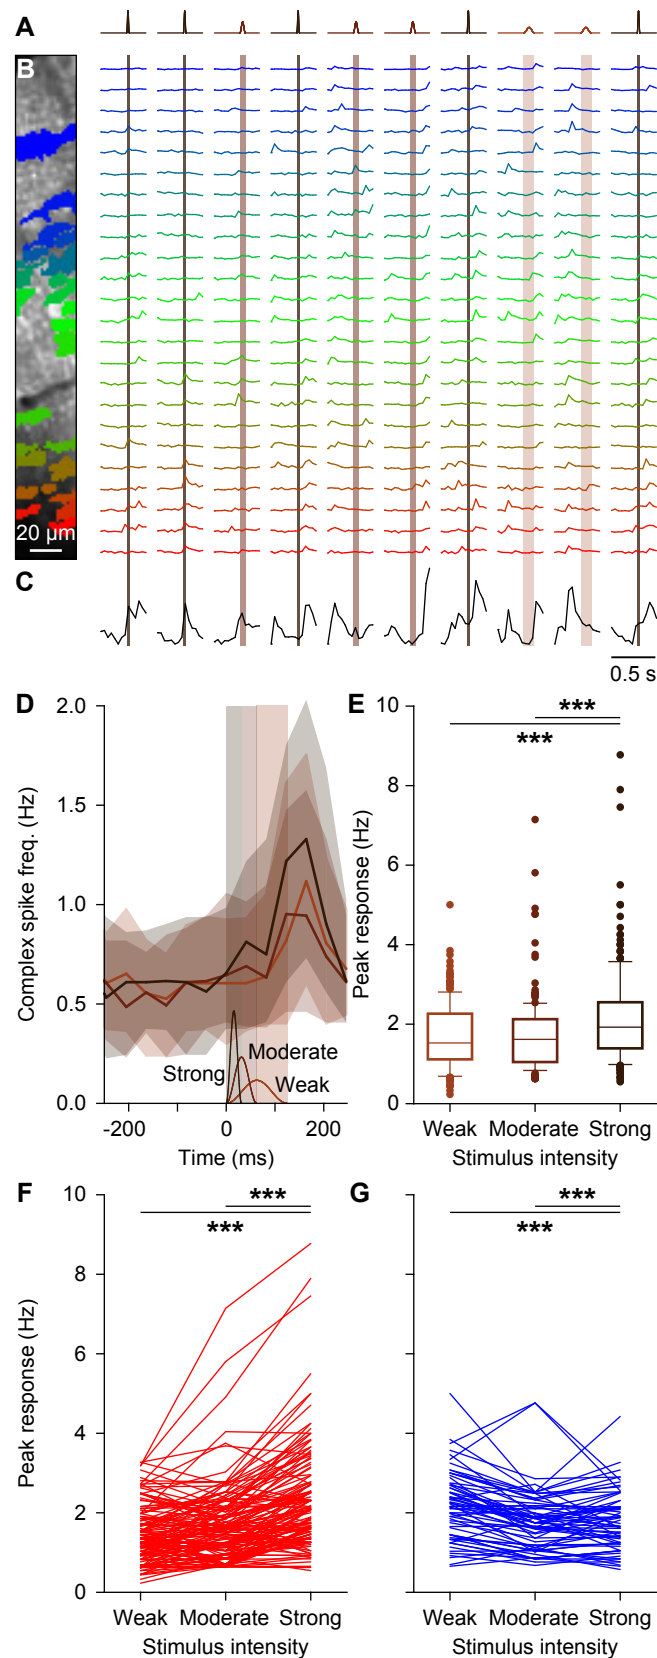 A
B
20 µm
C
0.5 s
D
2.0
1.5
1.0
0.5
0.0
Complex spike freq. (Hz)
Strong
Moderate
Weak
-200
0
200
Time (ms)
E
***
***
10
8
6
4
2
0
Peak response (Hz)
Weak
Moderate
Strong
Stimulus intensity
F
***
***
10
8
6
4
2
0
Peak response (Hz)
Weak
Moderate
Strong
Stimulus intensity
G
***
***
Weak
Moderate
Strong
Stimulus intensity